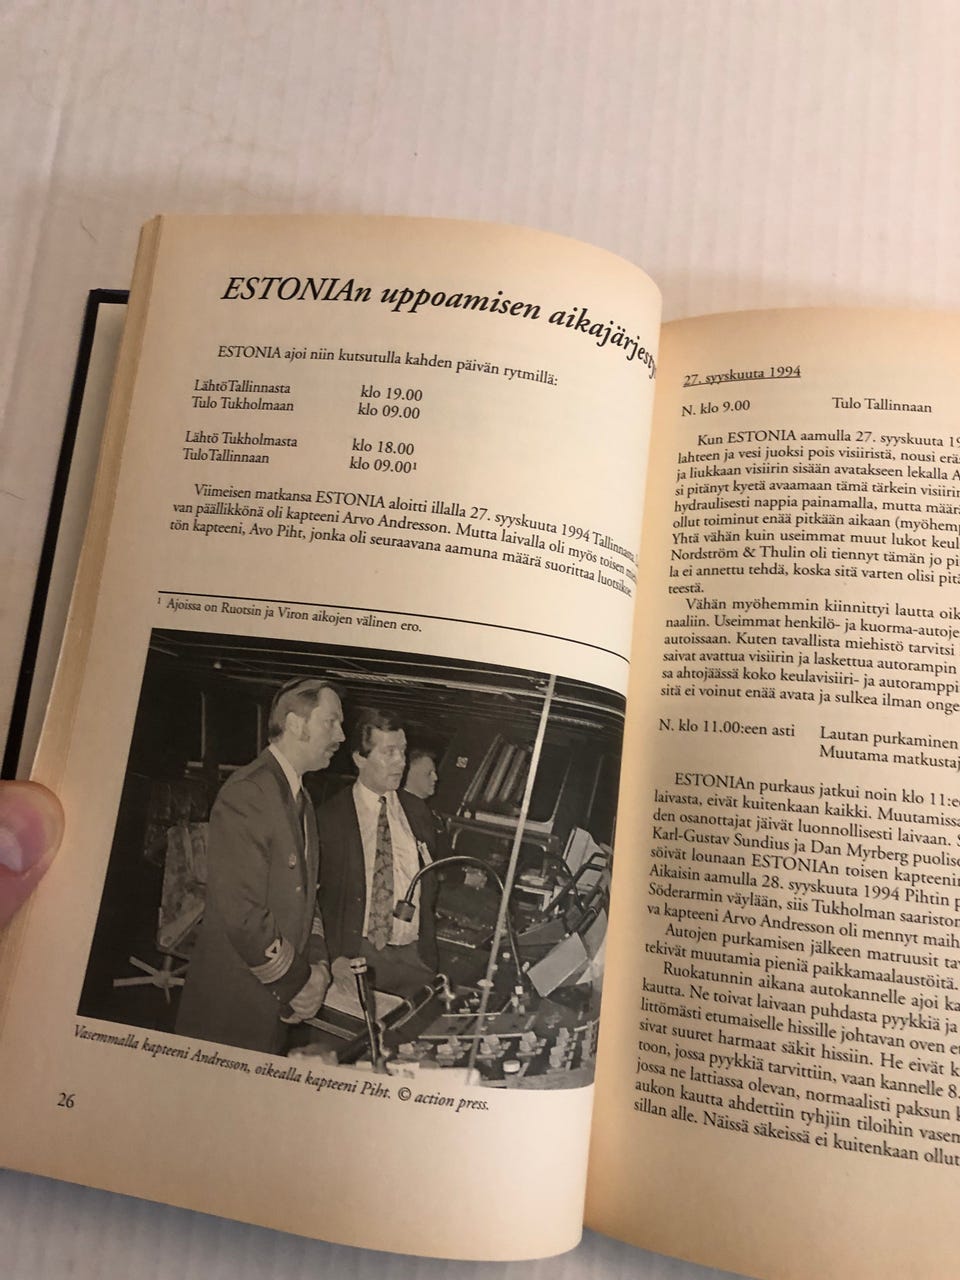 ESTONIAn uppoamisen
ESTONIA ajoi niin kutsutulla kahden päivän rytmillä:
Lähtö Tallinnasta klo 19.00
Tulo Tukholmaan klo 09.00
Lähtö Tukholmasta klo 18.00
Tulo Tallinnaan klo 09.00¹
Viimeisen matkansa ESTONIA aloitti illalla 27. syyskuuta 1994
van päällikkönä oli kapteeni Arvo Andresson. Mutta laivalla oli myös toisen
tön kapteeni, Avo Piht, jonka oli seuraavana aamuna määrä suorittaa luotsikoe.
¹ Ajoissa on Ruotsin ja Viron aikojen välinen ero.
Vasemmalla kapteeni Andresson, oikealla kapteeni Piht. © action press.
26
27. syyskuuta 1994
N. klo 9.00 Tulo Tallinnaan
Kun ESTONIA aamulla 27. syyskuuta
lahteen ja vesi juoksi pois visiiristä, nousi
ja liukkaan visiirin sisään avatakseen lekalla
si pitänyt kyetä avaamaan tämä tärkein
hydraulisesti nappia painamalla, mutta
ollut toiminut enää pitkään aikaan
Yhtä vähän kuin useimmat muut lukot
Nordström & Thulin oli tiennyt tämän jo
la ei annettu tehdä, koska sitä varten olisi
teestä.
Vähän myöhemmin kiinnittyi lautta
naaliin. Useimmat henkilö- ja
autoissaan. Kuten tavallista miehistö tarvitsi
saivat avattua visiirin ja laskettua autorampin
sa ahtojäässä koko keulavisiiri- ja
sitä ei voinut enää avata ja sulkea ilman
N. klo 11.00:een asti Lautan purkaminen
Muutama
ESTONIAn purkaus jatkui noin klo
laivasta, eivät kuitenkaan kaikki.
den osanottajat jäivät luonnollisesti laivaan.
Karl-Gustav Sundius ja Dan Myrberg
söivät lounaan ESTONIAn toisen
Aikaisin aamulla 28. syyskuuta 1994 Pihtin
Söderarmin väylään, siis Tukholman
va kapteeni Arvo Andresson oli mennyt
Autojen purkamisen jälkeen matruusit
tekivät muutamia pieniä paikkamaalaustöitä.
Ruokatunnin aikana autokannelle ajoi
kautta. Ne toivat laivaan puhdasta pyykkiä ja
littömästi etumaiselle hissille johtavan oven
sivat suuret harmaat säkit hissiin. He eivät
toon, jossa pyykkiä tarvittiin, vaan kannelle 8.
jossa ne lattiassa olevan, normaalisti paksun
aukon kautta ahdettiin tyhjiin tiloihin
sillan alle. Näissä säkeissä ei kuitenkaan